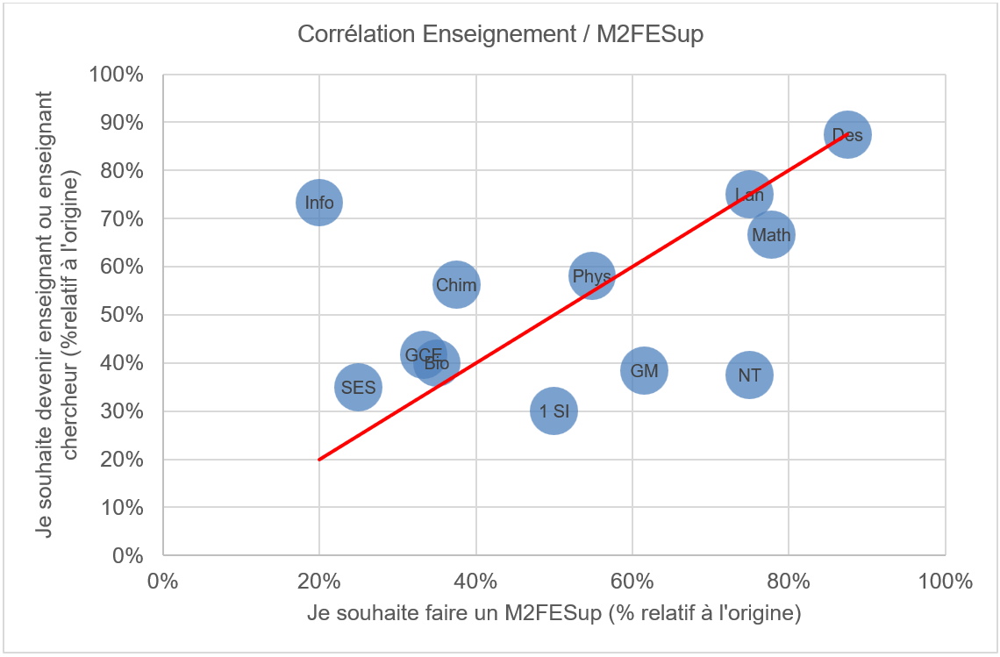 Corrélation Enseignement / M2FESup
Je souhaite devenir enseignant ou enseignant
chercheur (%relatif à l'origine)
100%
90%
80%
70%
60%
50%
40%
30%
20%
10%
0%
Des
Lan
Info
Math
Chim
Phys
GCE
Bio
GM
NT
SES
1 SI
0%
20%
40%
60%
80%
100%
Je souhaite faire un M2FESup (% relatif à l'origine)